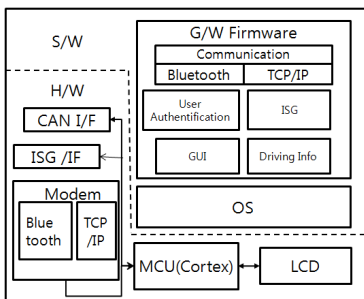 S/W
G/W Firmware
Communication
Bluetooth
TCP/IP
User
Authentification
ISG
GUI
Driving Info
OS
H/W
CAN I/F
ISG /IF
Modem
Blue
tooth
TCP
/IP
MCU(Cortex)
LCD